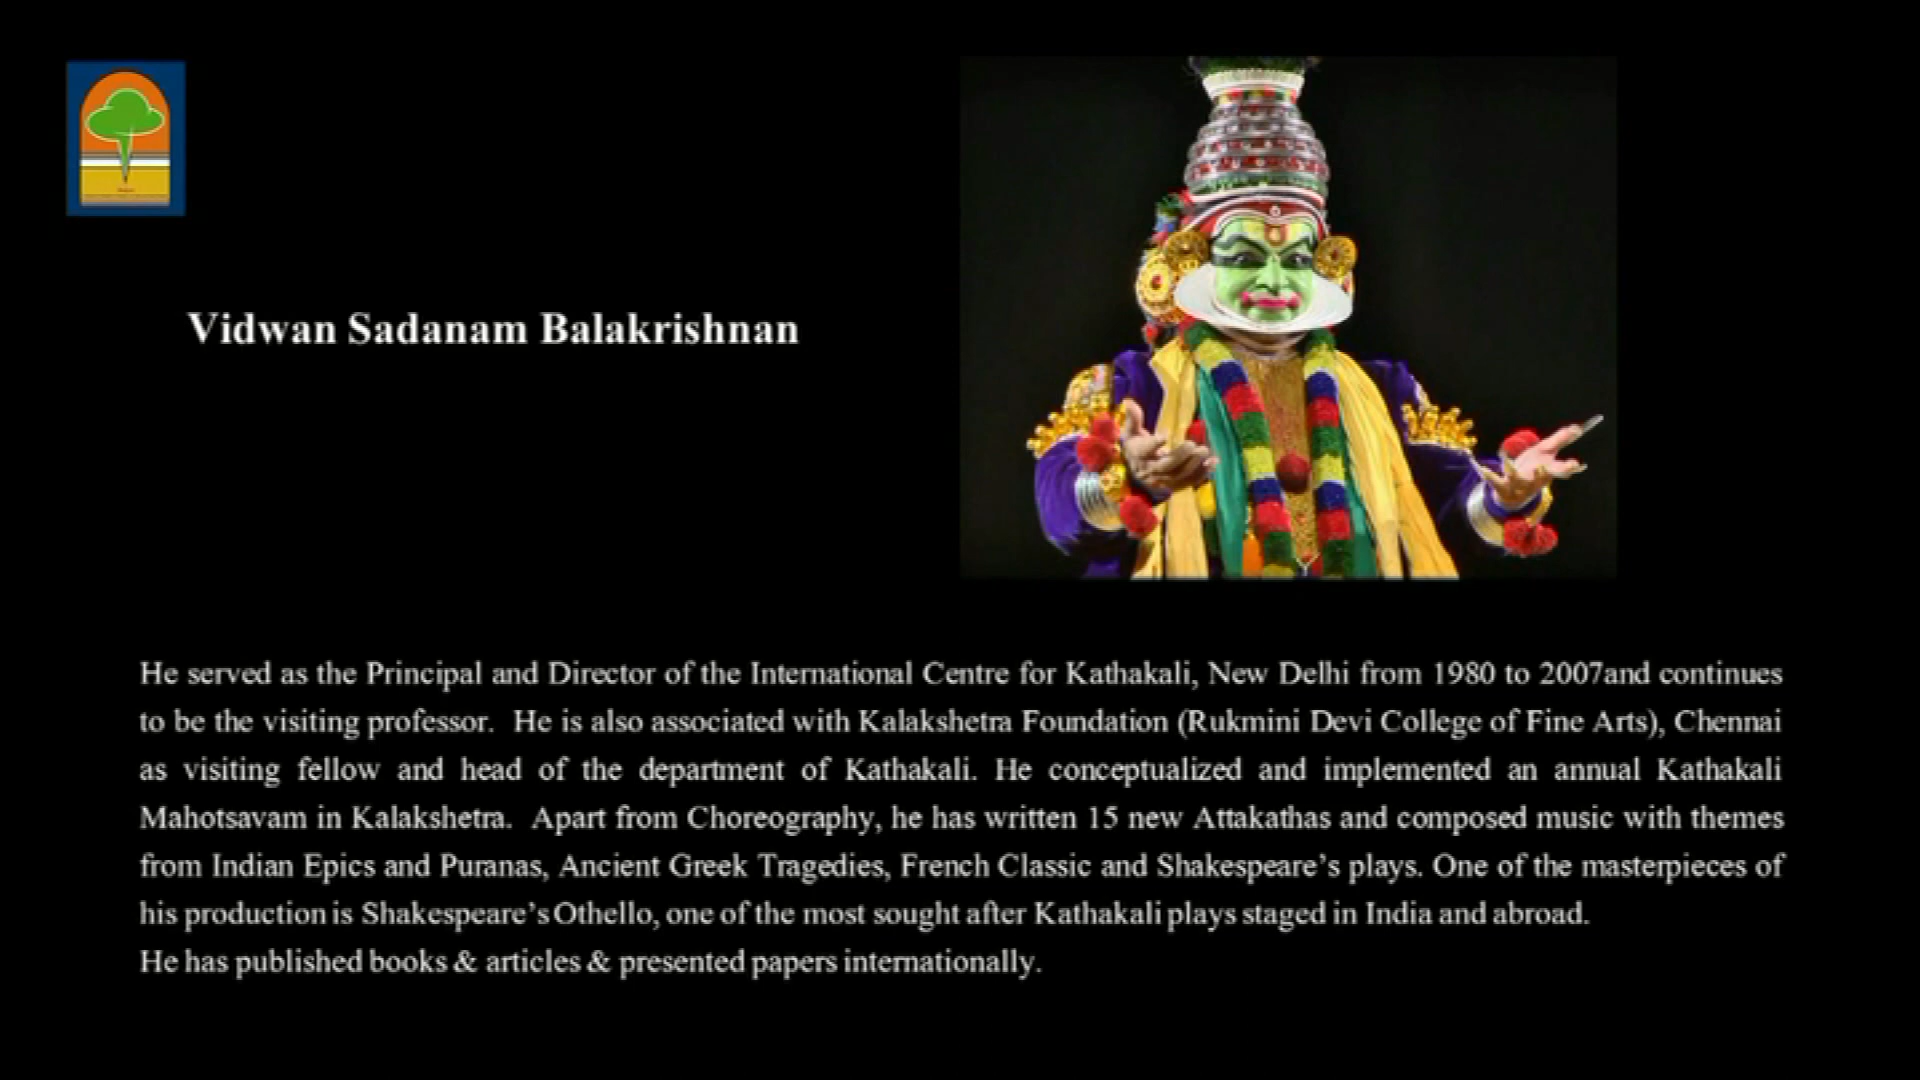 Vidwan Sadanam Balakrishnan
He served as the Principal and Director of the International Centre for Kathakali, New Delhi from 1980 to 2007and continues
to be the visiting professor.  He is also associated with Kalakshetra Foundation (Rukmini Devi College of Fine Arts), Chennai
as visiting fellow and head of the department of Kathakali. He conceptualized and implemented an annual Kathakali
Mahotsavam in Kalakshetra.  Apart from Choreography, he has written 15 new Attakathas and composed music with themes
from Indian Epics and Puranas, Ancient Greek Tragedies, French Classic and Shakespeare’s plays. One of the masterpieces of
his production is Shakespeare’s Othello, one of the most sought after Kathakali plays staged in India and abroad.
He has published books & articles & presented papers internationally.